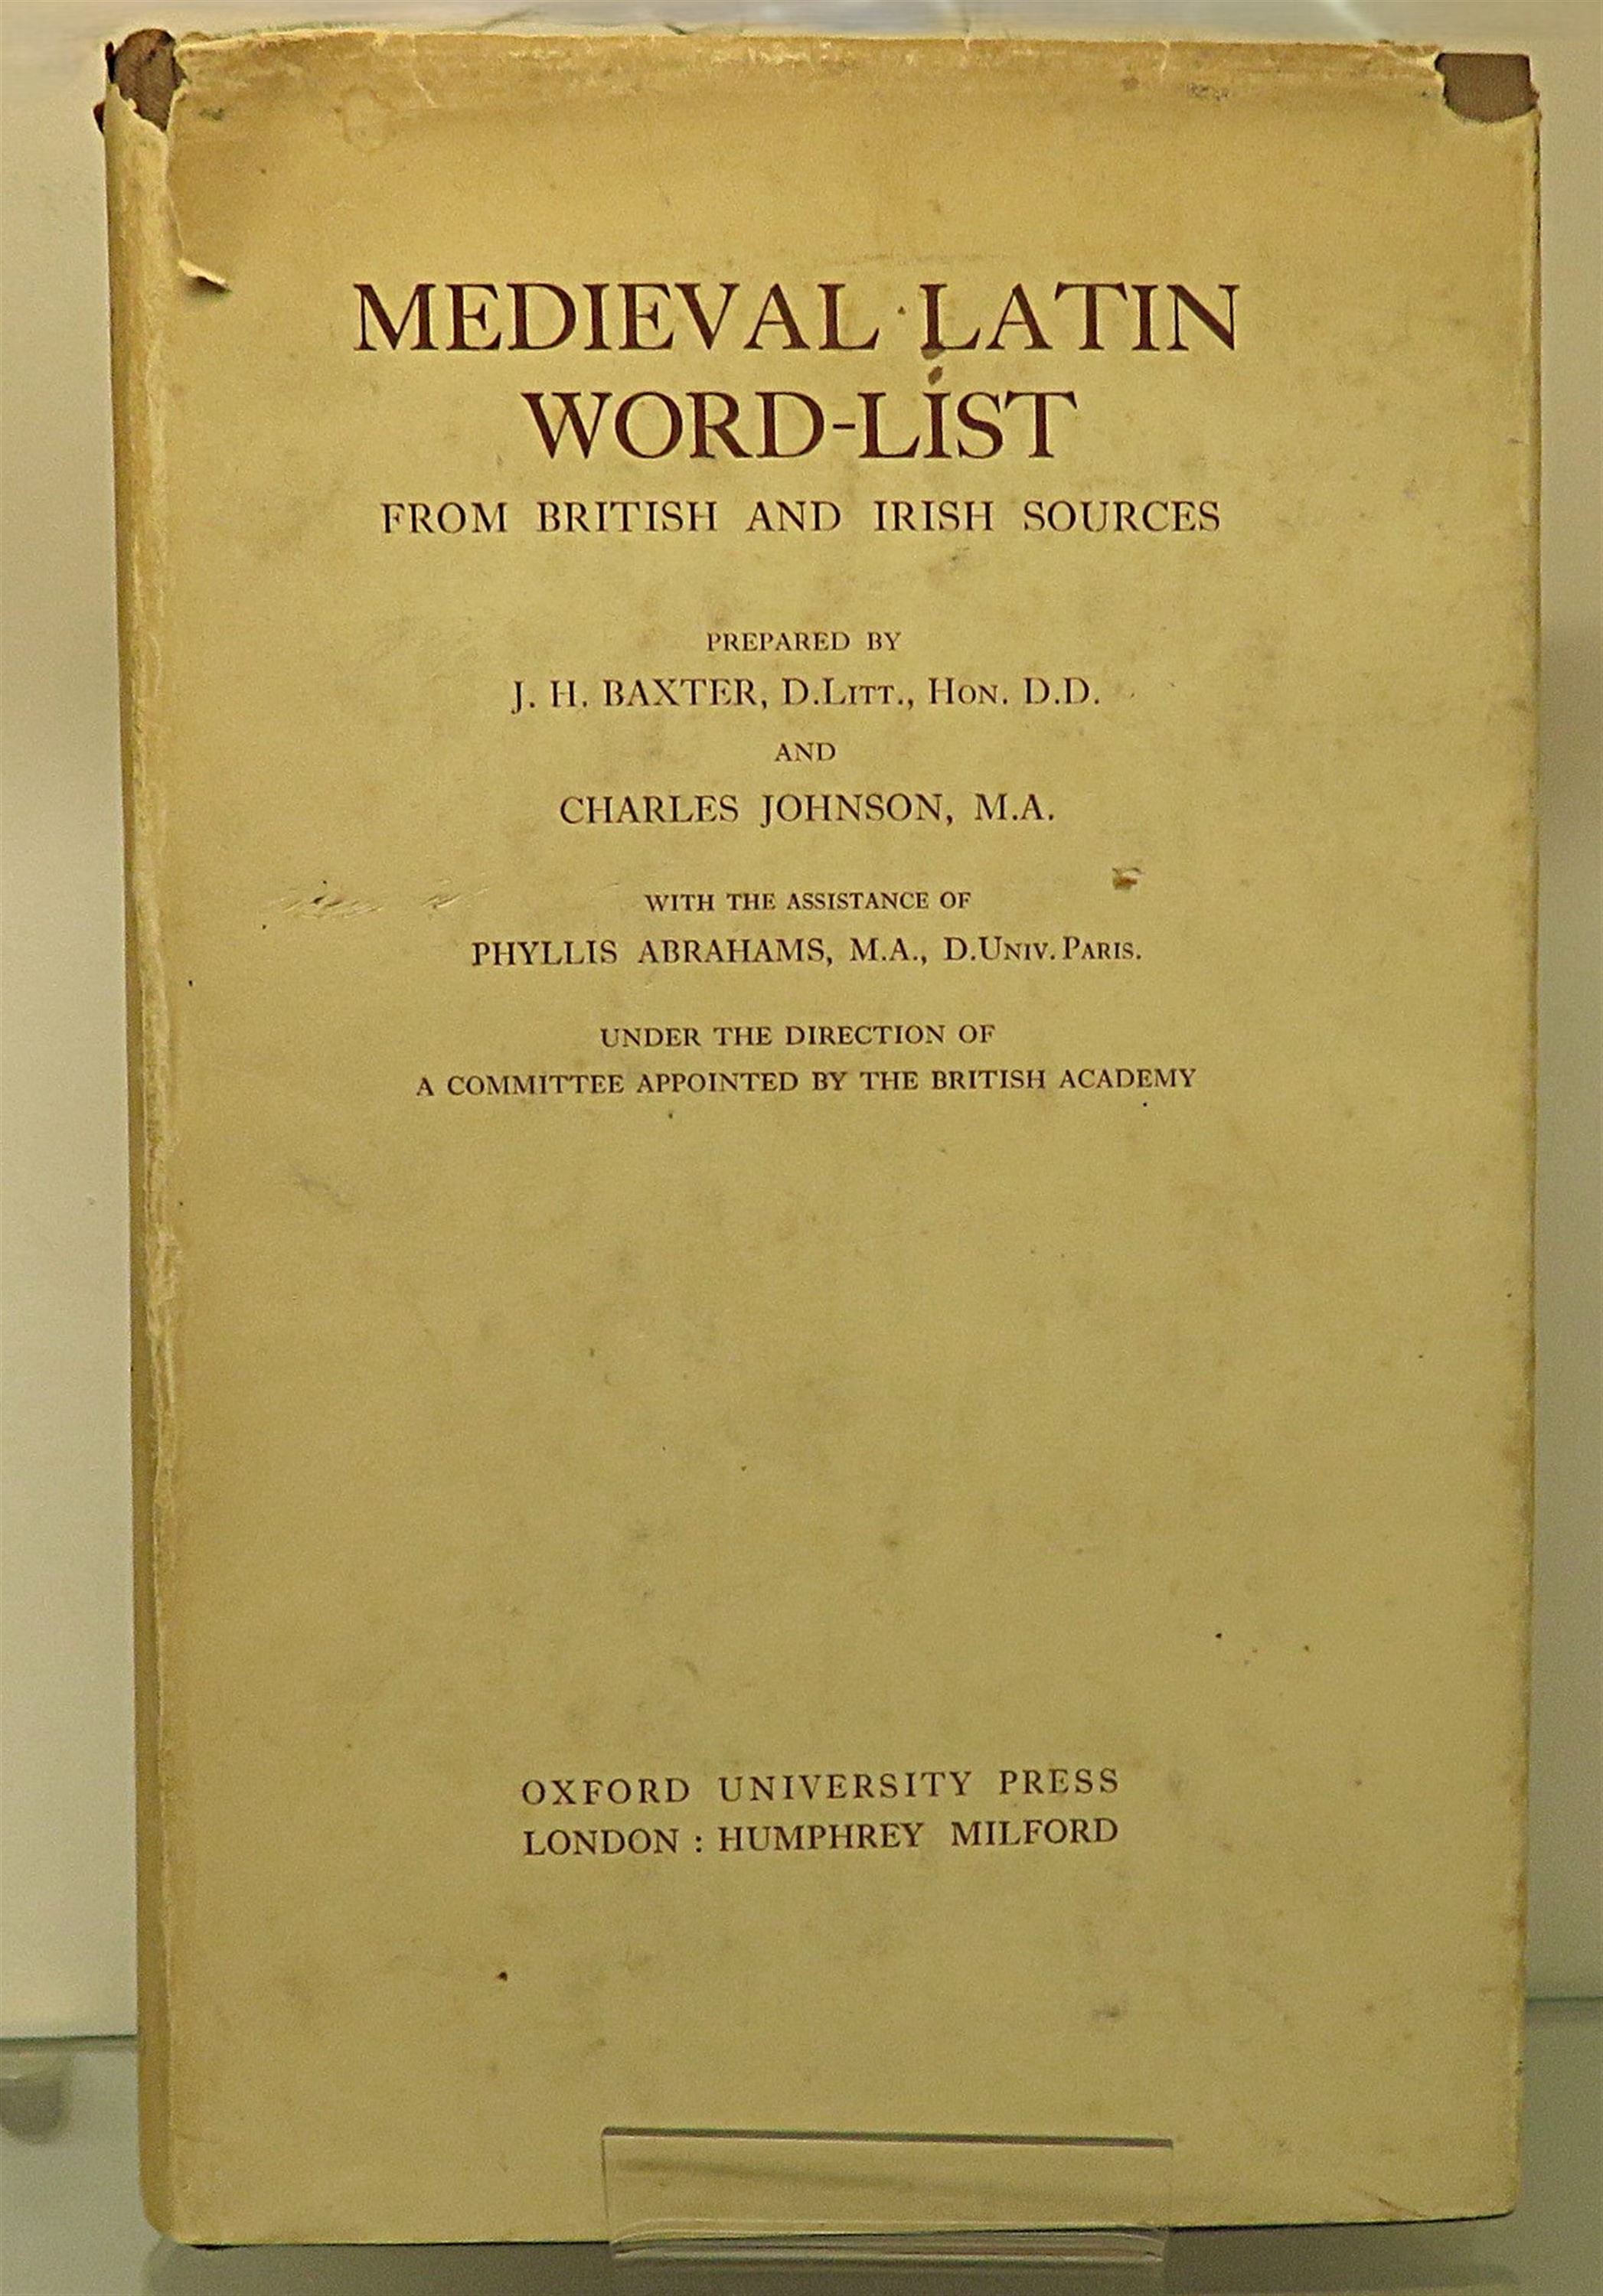 MEDIEVAL LATIN
WORD-LIST
FROM BRITISH AND IRISH SOURCES
PREPARED BY
J. H. BAXTER, D.LITT., HON. D.D.
AND
CHARLES JOHNSON, M.A.
WITH THE ASSISTANCE OF
PHYLLIS ABRAHAMS, M.A., D.UNIV. PARIS.
UNDER THE DIRECTION OF
A COMMITTEE APPOINTED BY THE BRITISH ACADEMY
OXFORD UNIVERSITY PRESS
LONDON : HUMPHREY MILFORD